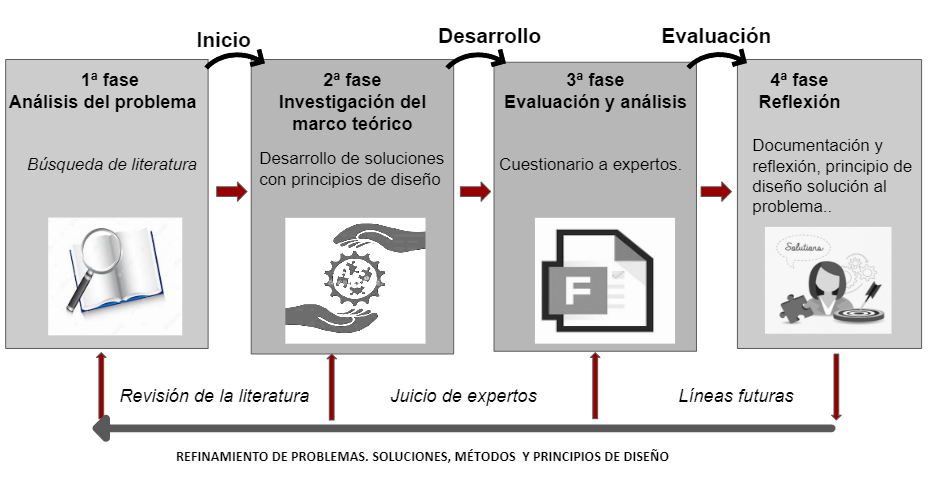 Inicio
Desarrollo
Evaluación
1ª fase
Análisis del problema
Búsqueda de literatura
2ª fase
Investigación del
marco teórico
Desarrollo de soluciones
con principios de diseño
3ª fase
Evaluación y análisis
Cuestionario a expertos.
F
4ª fase
Reflexión
Documentación y
reflexión, principio de
diseño solución al
problema..
Solutions
Revisión de la literatura
Juicio de expertos
Líneas futuras
REFINAMIENTO DE PROBLEMAS. SOLUCIONES, MÉTODOS Y PRINCIPIOS DE DISEÑO